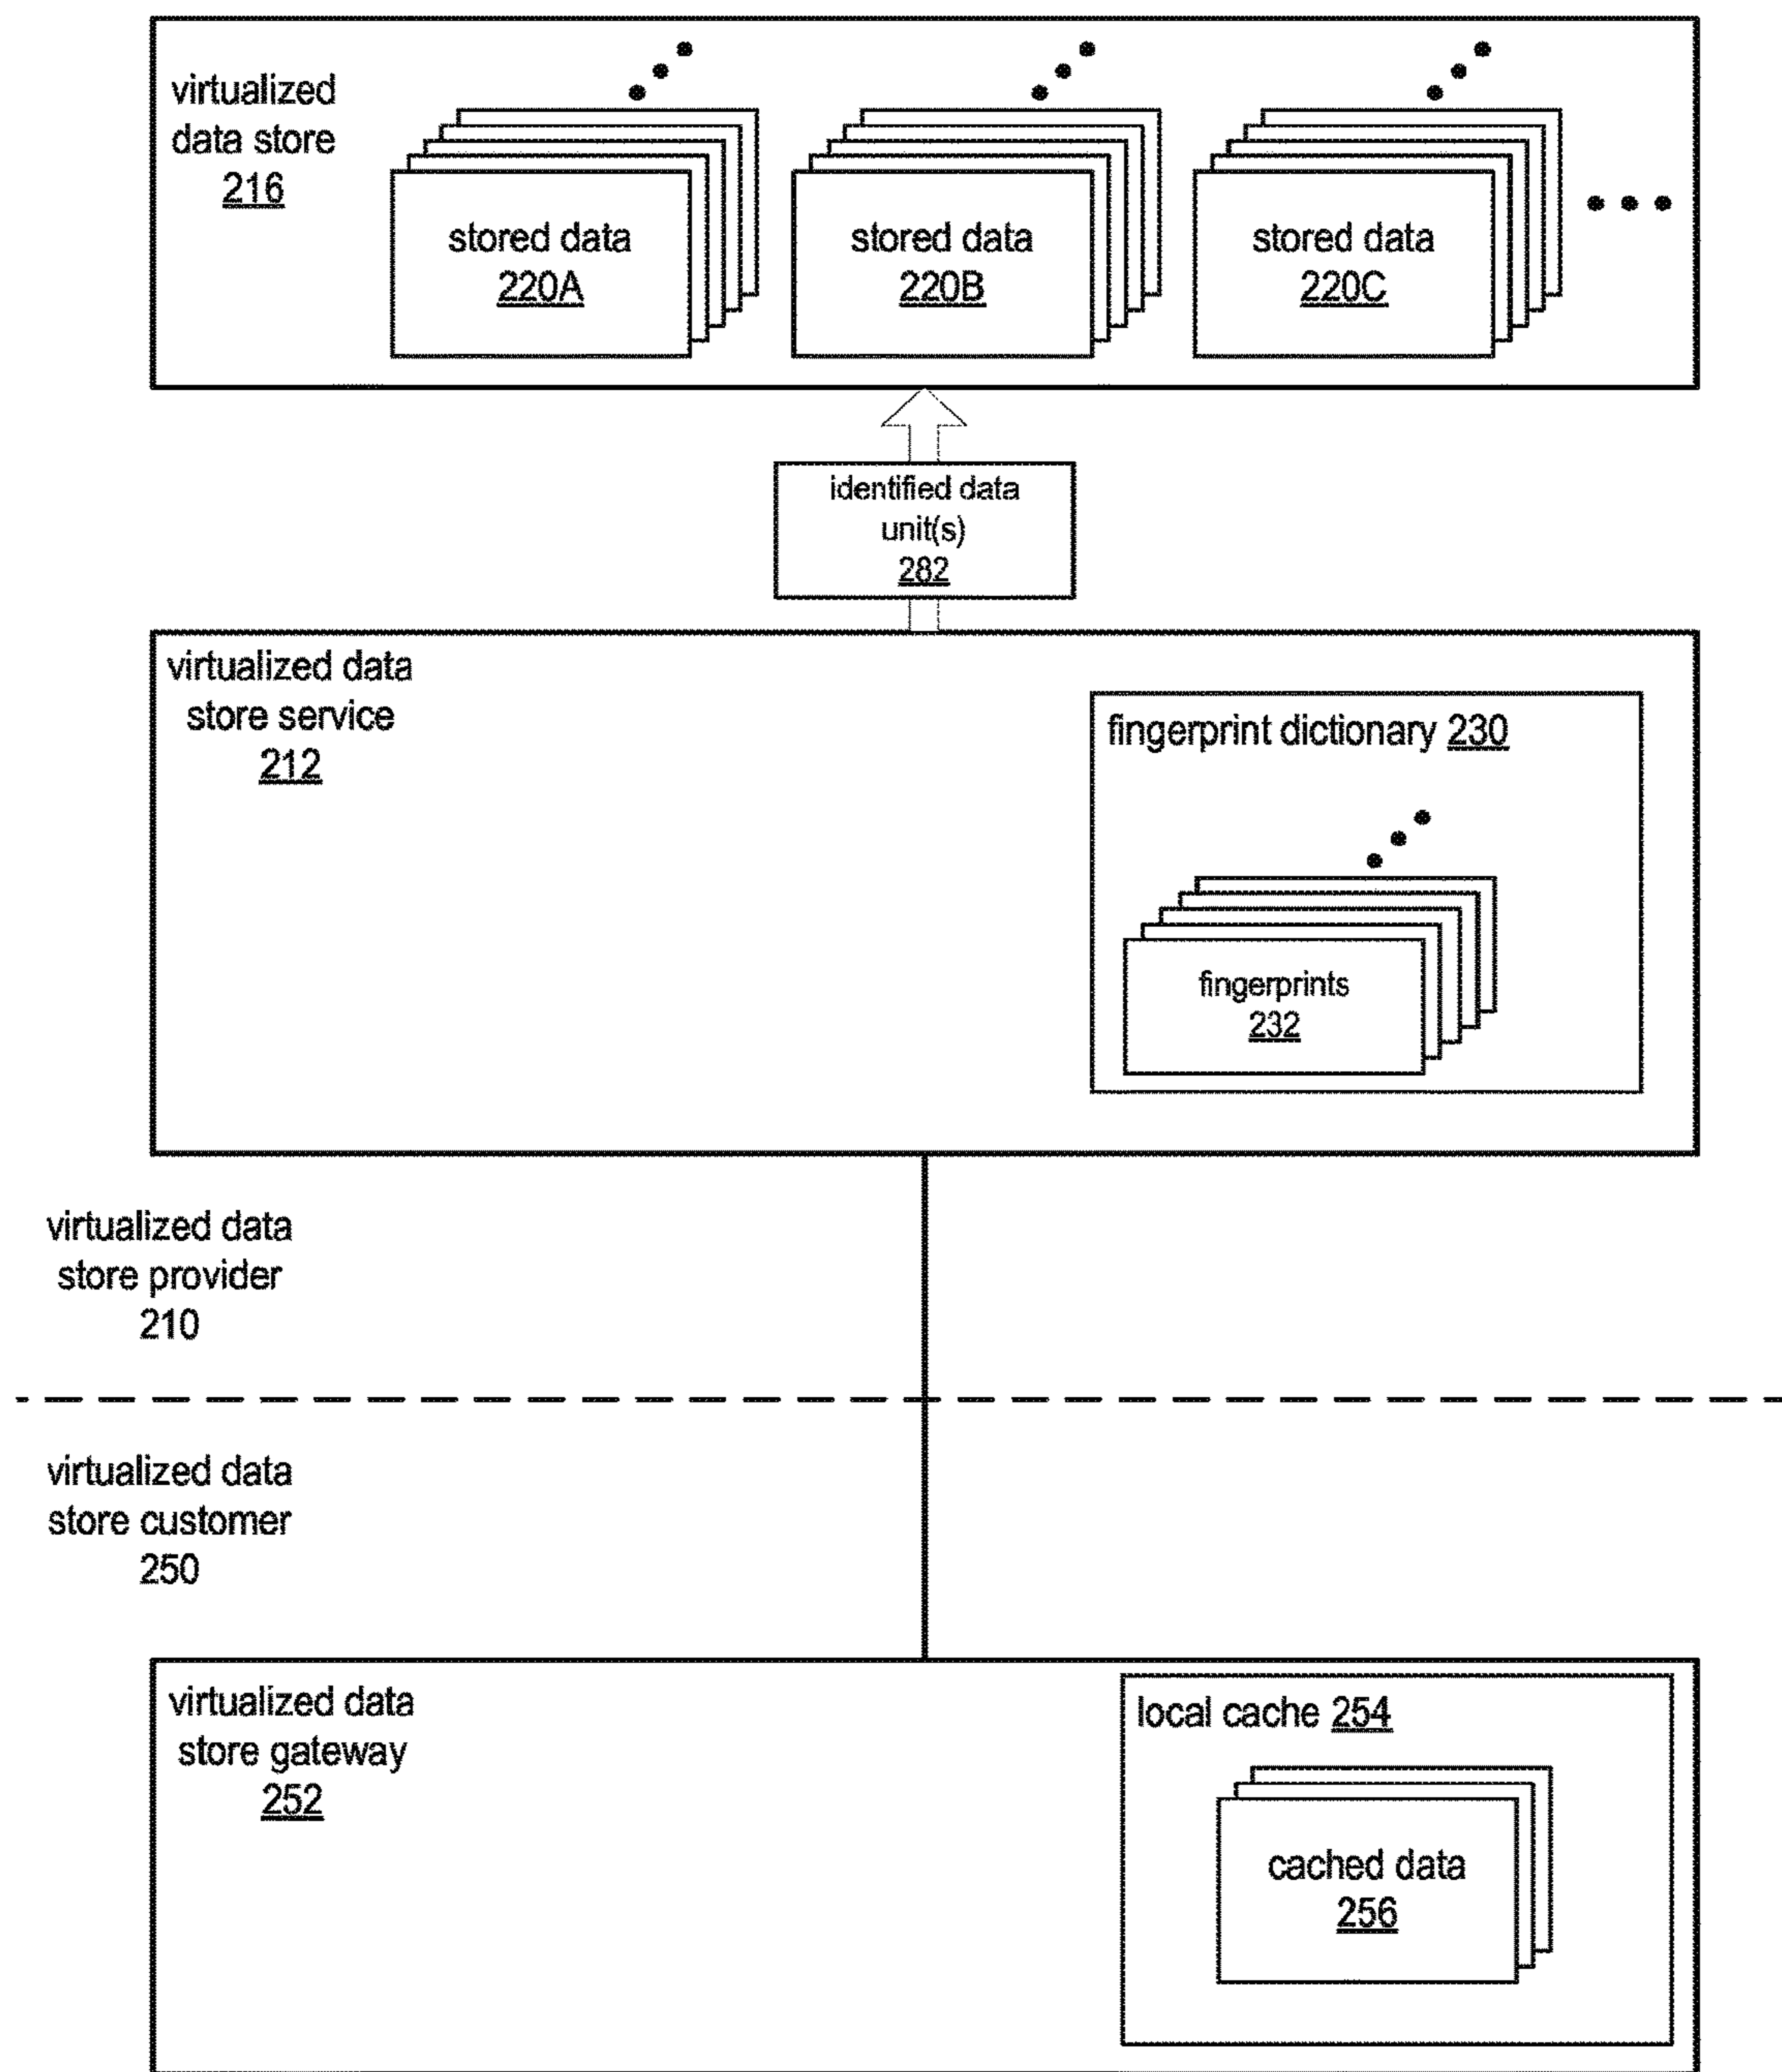 virtualized
data store
216
stored data
220A
stored data
220B
stored data
220C
identified data
unit(s)
282
virtualized data
store service
212
fingerprint dictionary 230
fingerprints
232
virtualized data
store provider
210
virtualized data
store customer
250
virtualized data
store gateway
252
local cache 254
cached data
256